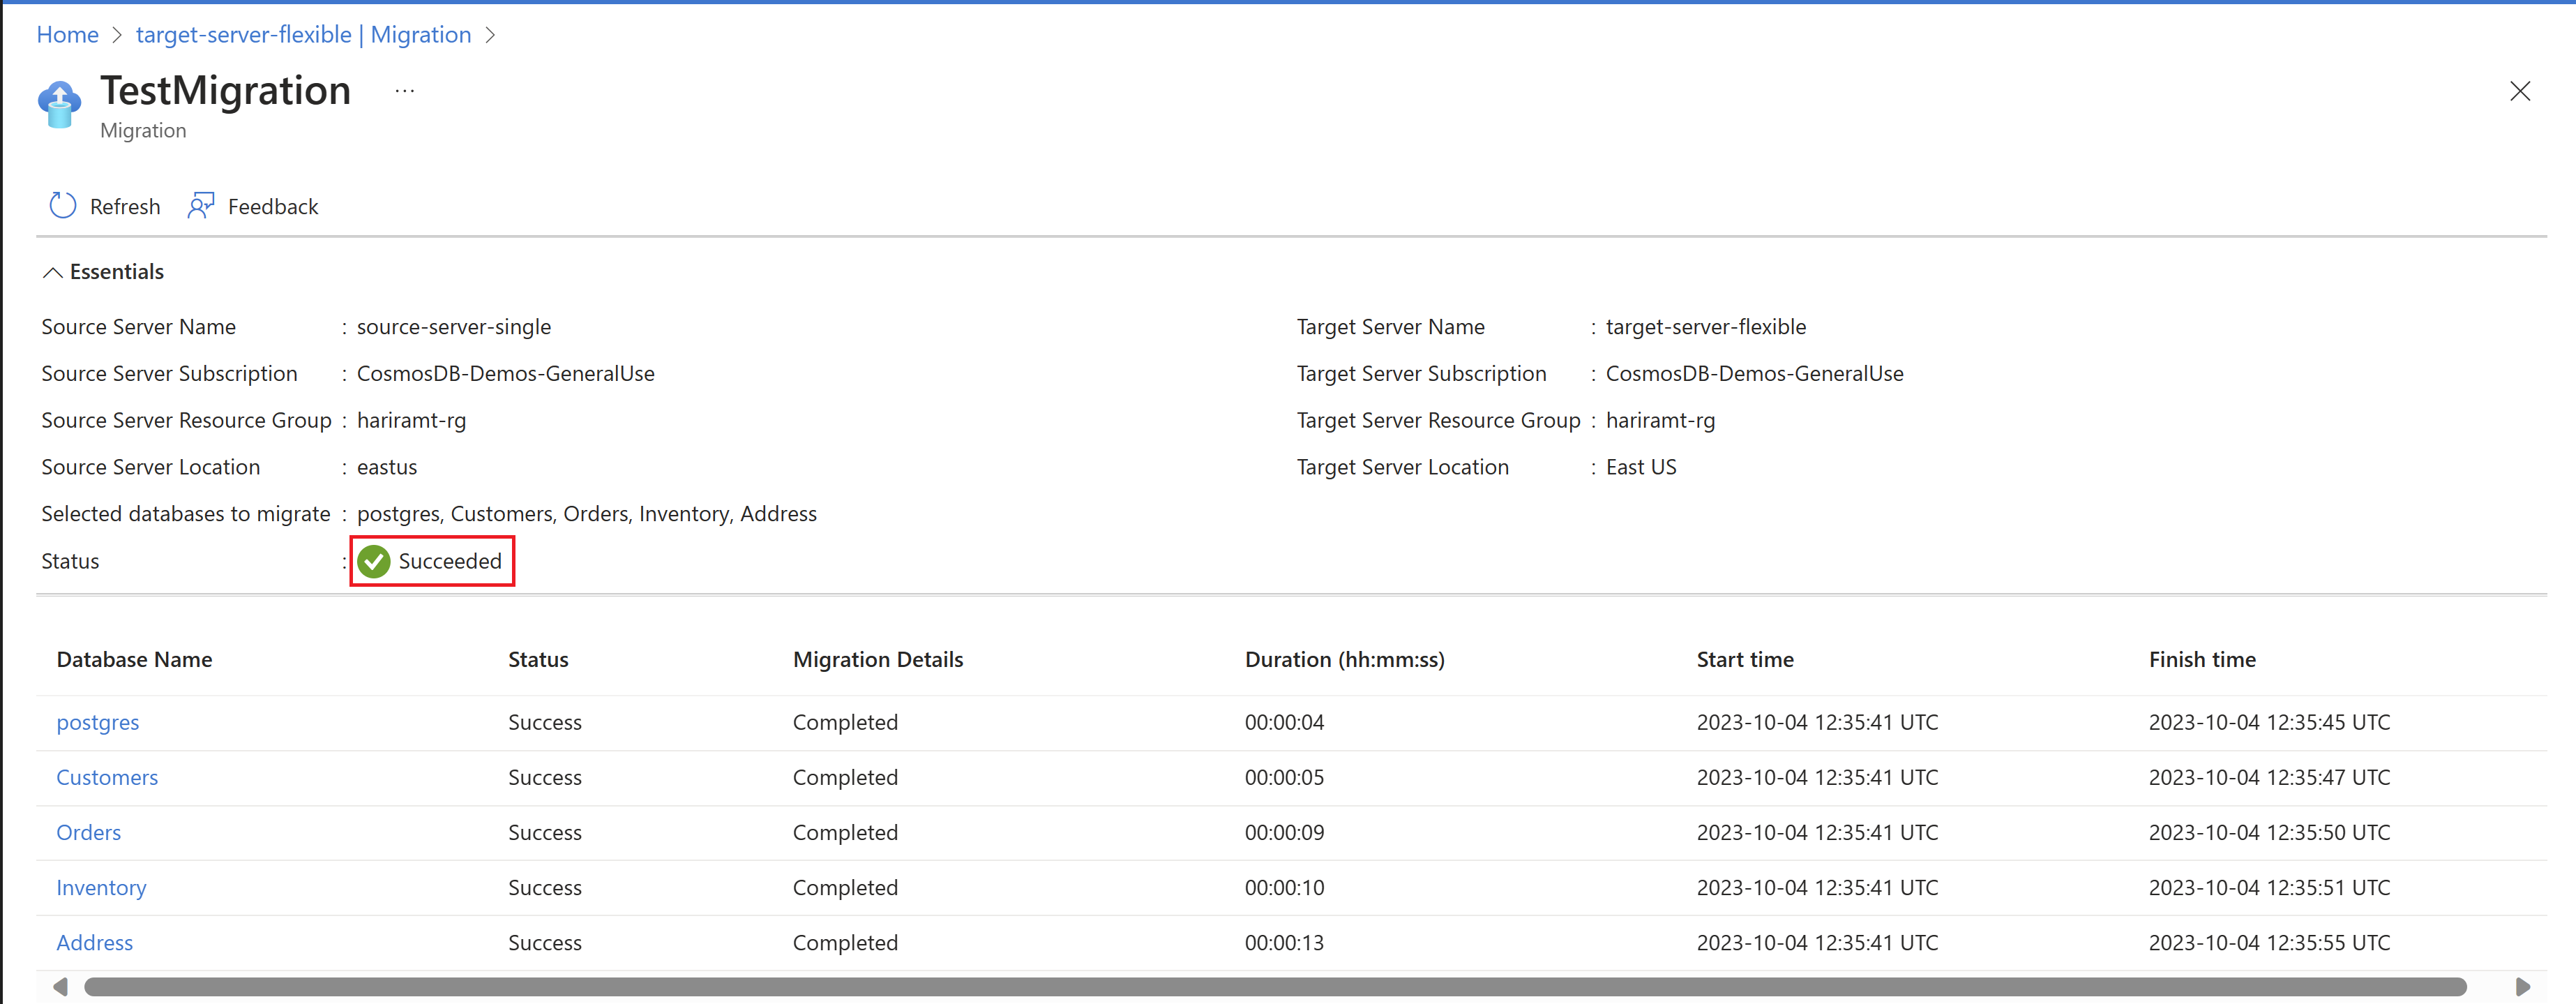 Home > target-server-flexible | Migration >
TestMigration ...
Migration
Refresh Feedback
Essentials
Source Server Name : source-server-single Target Server Name : target-server-flexible
Source Server Subscription : CosmosDB-Demos-GeneralUse Target Server Subscription : CosmosDB-Demos-GeneralUse
Source Server Resource Group : hariramt-rg Target Server Resource Group : hariramt-rg
Source Server Location : eastus Target Server Location : East US
Selected databases to migrate : postgres, Customers, Orders, Inventory, Address
Status : Succeeded
Database Name Status Migration Details Duration (hh:mm:ss) Start time Finish time
postgres Success Completed 00:00:04 2023-10-04 12:35:41 UTC 2023-10-04 12:35:45 UTC
Customers Success Completed 00:00:05 2023-10-04 12:35:41 UTC 2023-10-04 12:35:47 UTC
Orders Success Completed 00:00:09 2023-10-04 12:35:41 UTC 2023-10-04 12:35:50 UTC
Inventory Success Completed 00:00:10 2023-10-04 12:35:41 UTC 2023-10-04 12:35:51 UTC
Address Success Completed 00:00:13 2023-10-04 12:35:41 UTC 2023-10-04 12:35:55 UTC